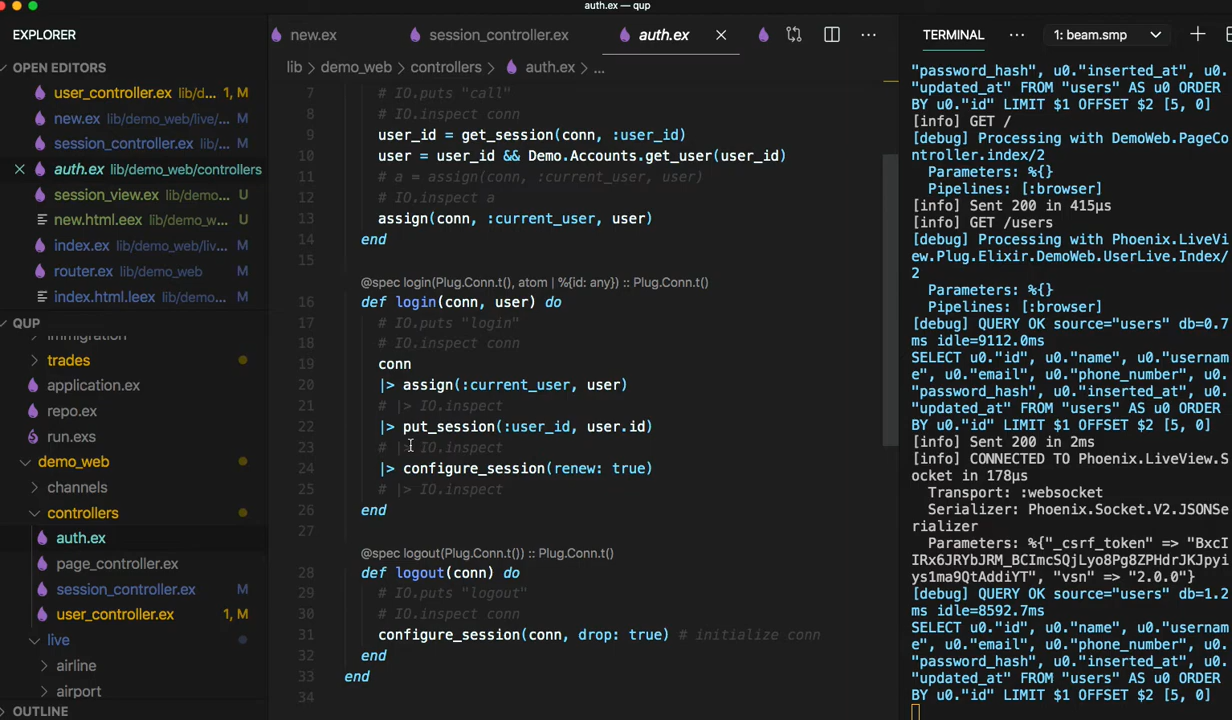 auth.ex — qup
EXPLORER
OPEN EDITORS
user_controller.ex lib/d... 1, M
new.ex lib/demo_web/live/... M
session_controller.ex lib/... M
auth.ex lib/demo_web/controllers
session_view.ex lib/demo... U
new.html.eex lib/demo_w... U
index.ex lib/demo_web/liv... M
router.ex lib/demo_web M
index.html.leex lib/demo... M
QUP
immigration
trades
application.ex
repo.ex
run.exs
demo_web
channels
controllers
auth.ex
page_controller.ex
session_controller.ex M
user_controller.ex 1, M
live
airline
airport
OUTLINE
new.ex
session_controller.ex
auth.ex
lib > demo_web > controllers > auth.ex > ...
7 # IO.puts "call"
8 # IO.inspect conn
9 user_id = get_session(conn, :user_id)
10 user = user_id && Demo.Accounts.get_user(user_id)
11 # a = assign(conn, :current_user, user)
12 # IO.inspect a
13 assign(conn, :current_user, user)
14 end
15
@spec login(Plug.Conn.t(), atom | %{id: any}) :: Plug.Conn.t()
16 def login(conn, user) do
17 # IO.puts "login"
18 # IO.inspect conn
19 conn
20 |> assign(:current_user, user)
21 # |> IO.inspect
22 |> put_session(:user_id, user.id)
23 # |> IO.inspect
24 |> configure_session(renew: true)
25 # |> IO.inspect
26 end
27
@spec logout(Plug.Conn.t()) :: Plug.Conn.t()
28 def logout(conn) do
29 # IO.puts "logout"
30 # IO.inspect conn
31 configure_session(conn, drop: true) # initialize conn
32 end
33 end
34
TERMINAL
1: beam.smp
"password_hash", u0."inserted_at", u0.
"updated_at" FROM "users" AS u0 ORDER
BY u0."id" LIMIT $1 OFFSET $2 [5, 0]
[info] GET /
[debug] Processing with DemoWeb.PageCo
ntroller.index/2
Parameters: %{}
Pipelines: [:browser]
[info] Sent 200 in 415µs
[info] GET /users
[debug] Processing with Phoenix.LiveVi
ew.Plug.Elixir.DemoWeb.UserLive.Index/
2
Parameters: %{}
Pipelines: [:browser]
[debug] QUERY OK source="users" db=0.7
ms idle=9112.0ms
SELECT u0."id", u0."name", u0."usernam
e", u0."email", u0."phone_number", u0.
"password_hash", u0."inserted_at", u0.
"updated_at" FROM "users" AS u0 ORDER
BY u0."id" LIMIT $1 OFFSET $2 [5, 0]
[info] Sent 200 in 2ms
[info] CONNECTED TO Phoenix.LiveView.S
ocket in 178µs
Transport: :websocket
Serializer: Phoenix.Socket.V2.JSONSe
rializer
Parameters: %{"_csrf_token" => "BxcI
IRx6JRYbJRM_BCImcSQjLyo8Pg8ZPHdrJKJpyi
ys1ma9QtAddiYT", "vsn" => "2.0.0"}
[debug] QUERY OK source="users" db=1.2
ms idle=8592.7ms
SELECT u0."id", u0."name", u0."usernam
e", u0."email", u0."phone_number", u0.
"password_hash", u0."inserted_at", u0.
"updated_at" FROM "users" AS u0 ORDER
BY u0."id" LIMIT $1 OFFSET $2 [5, 0]